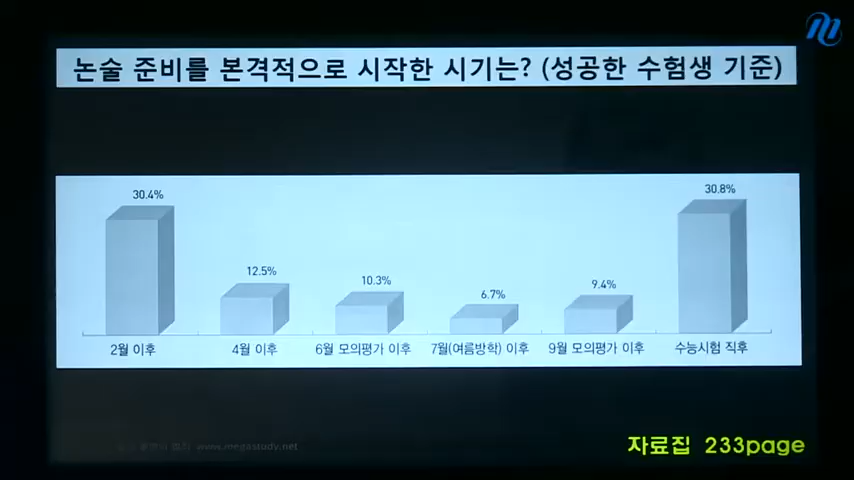 논술 준비를 본격적으로 시작한 시기는? (성공한 수험생 기준)
30.4%
12.5%
10.3%
6.7%
9.4%
30.8%
2월 이후
4월 이후
6월 모의평가 이후
7월(여름방학) 이후
9월 모의평가 이후
수능시험 직후
www.megastudy.net
자료집 233page